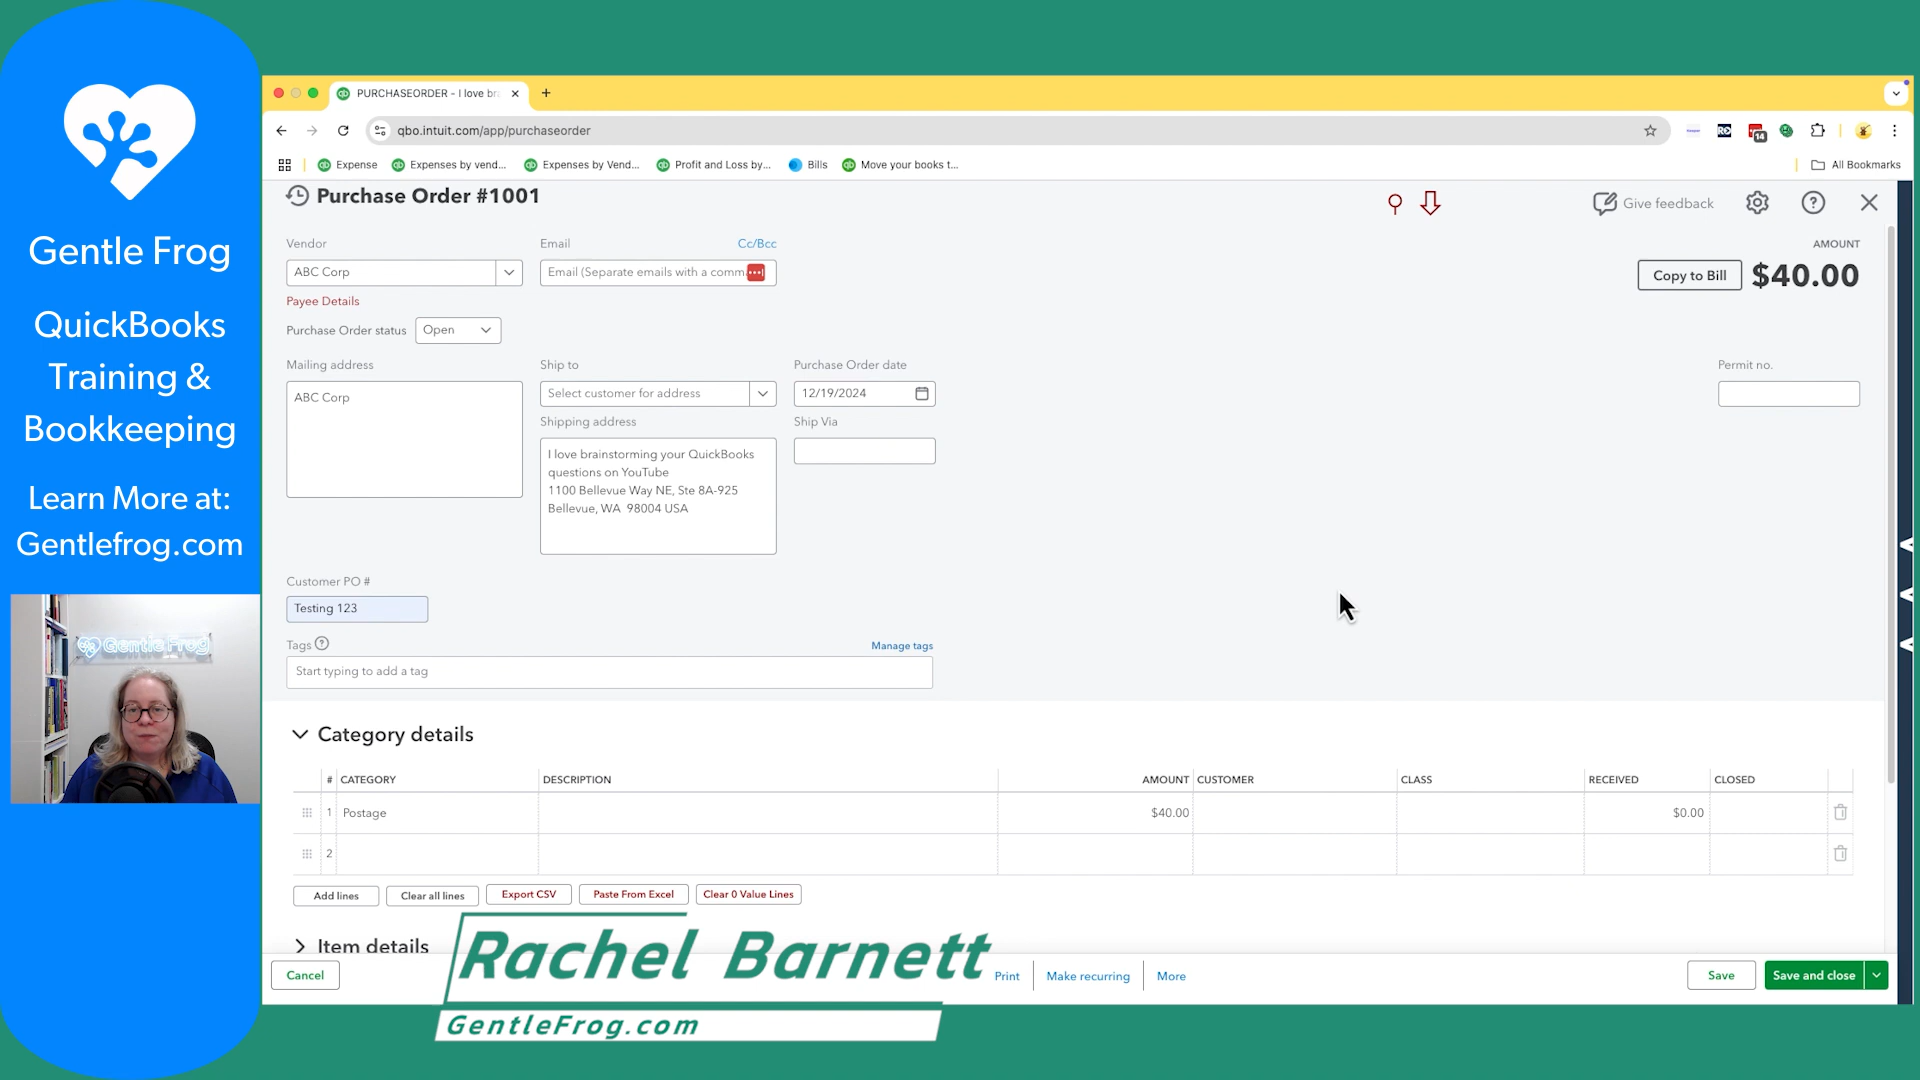 Gentle Frog
QuickBooks
Training &
Bookkeeping
Learn More at:
Gentlefrog.com
Gentle Frog
PURCHASEORDER - I love br
qbo.intuit.com/app/purchaseorder
14
Expense
Expenses by vend...
Expenses by Vend...
Profit and Loss by...
Bills
Move your books t...
All Bookmarks
Purchase Order #1001
Give feedback
Vendor
Email
Cc/Bcc
AMOUNT
ABC Corp
Email (Separate emails with a comm
Copy to Bill
$40.00
Payee Details
Purchase Order status
Open
Mailing address
Ship to
Purchase Order date
Permit no.
ABC Corp
Select customer for address
12/19/2024
Shipping address
Ship Via
I love brainstorming your QuickBooks
questions on YouTube
1100 Bellevue Way NE, Ste 8A-925
Bellevue, WA 98004 USA
Customer PO #
Testing 123
Tags
Manage tags
Start typing to add a tag
Category details
# CATEGORY DESCRIPTION AMOUNT CUSTOMER CLASS RECEIVED CLOSED
1 Postage $40.00 $0.00
2
Add lines
Clear all lines
Export CSV
Paste From Excel
Clear 0 Value Lines
Item details
Rachel Barnett
GentleFrog.com
Cancel
Print
Make recurring
More
Save
Save and close